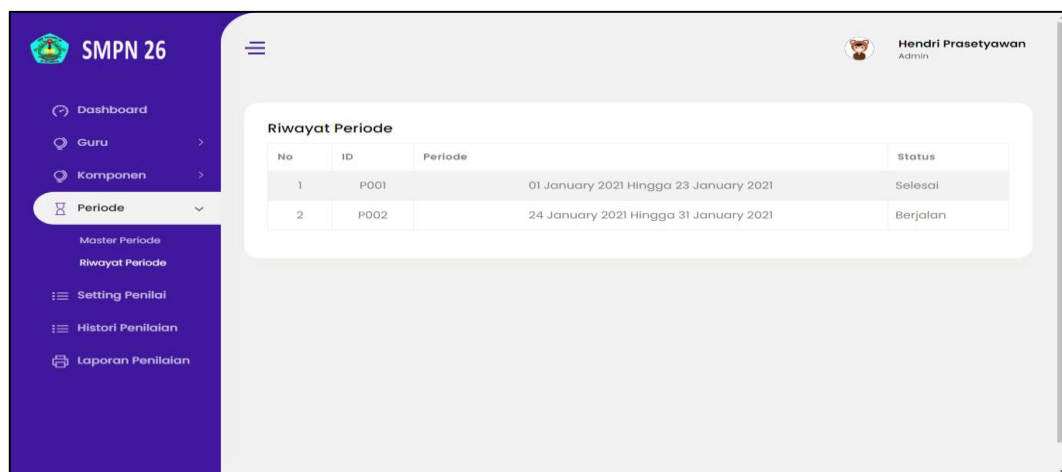 SMPN 26
Hendri Prasetyawan
Admin
Dashboard
Guru
Komponen
Periode
Master Periode
Riwayat Periode
Setting Penilai
Histori Penilaian
Laporan Penilaian
Riwayat Periode
No ID Periode Status
1 P001 01 January 2021 Hingga 23 January 2021 Selesai
2 P002 24 January 2021 Hingga 31 January 2021 Berjalan